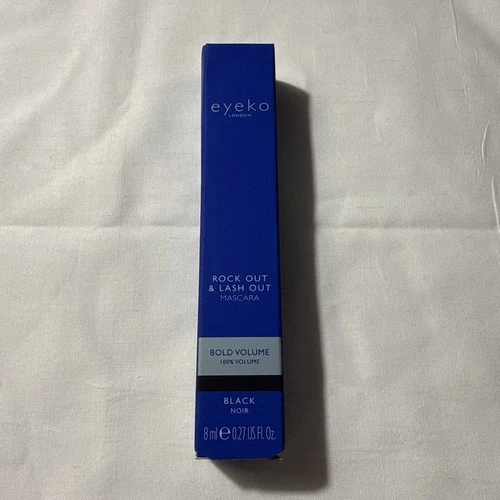 eyeko
LONDON
ROCK OUT
& LASH OUT
MASCARA
BOLD VOLUME
100% VOLUME
BLACK
NOIR
8 ml ℮ 0.27 US Fl. Oz.